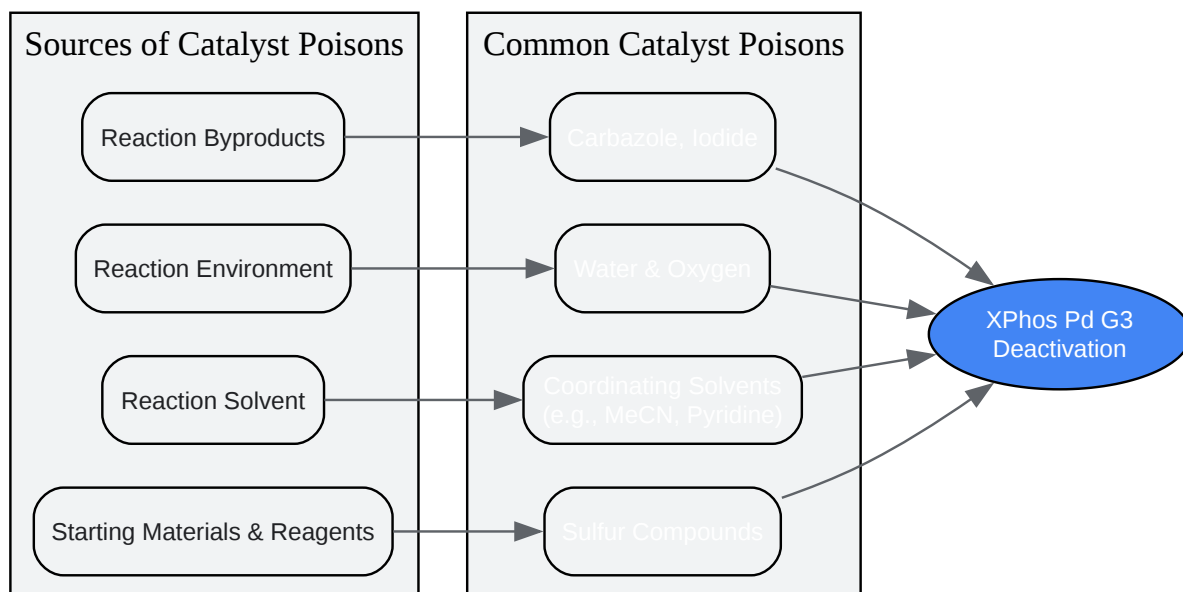 Sources of Catalyst Poisons
Reaction Byproducts
Reaction Environment
Reaction Solvent
Starting Materials & Reagents
Common Catalyst Poisons
Carbazole, Iodide
Water & Oxygen
Coordinating Solvents
(e.g., MeCN, Pyridine)
Sulfur Compounds
XPhos Pd G3
Deactivation